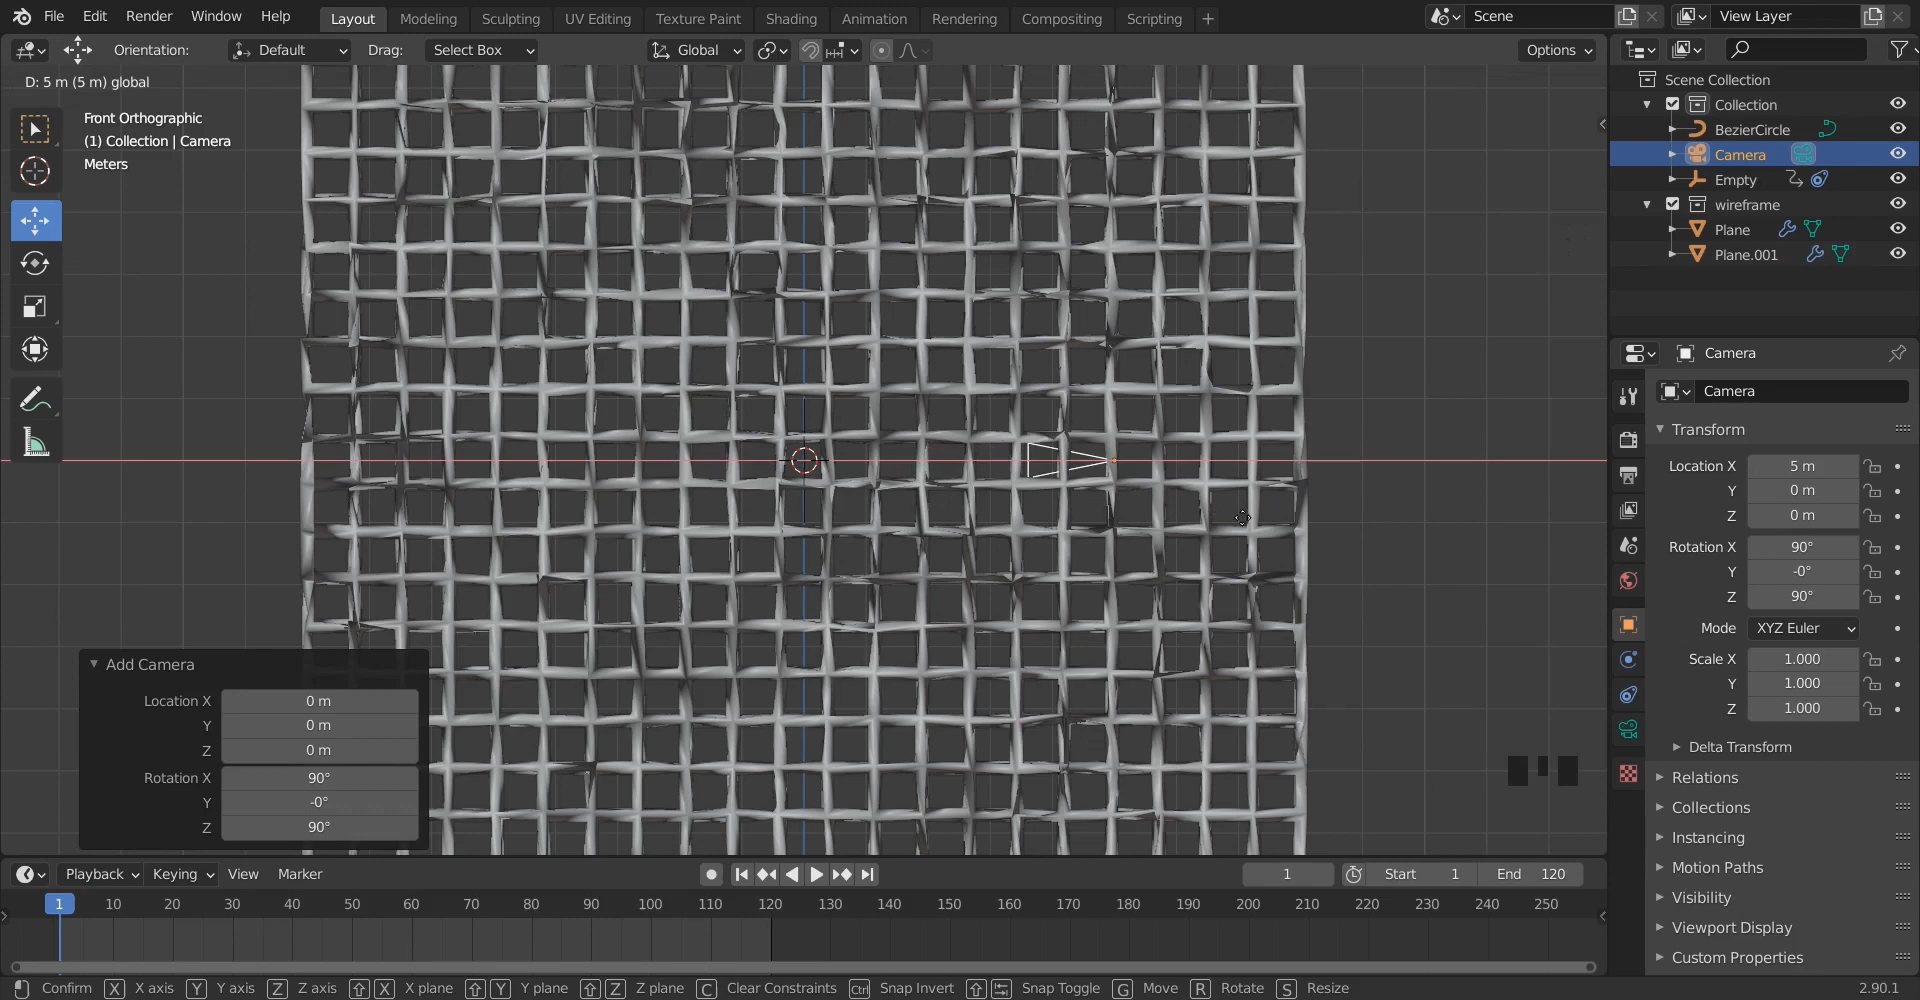 File Edit Render Window Help Layout Modeling Sculpting UV Editing Texture Paint Shading Animation Rendering Compositing Scripting + Scene View Layer
Orientation: Default Drag: Select Box Global Options
D: 5 m (5 m) global
Front Orthographic
(1) Collection | Camera
Meters
Scene Collection
Collection
BezierCircle
Camera
Empty
wireframe
Plane
Plane.001
Camera
Camera
Transform
Location X 5 m
Y 0 m
Z 0 m
Rotation X 90°
Y -0°
Z 90°
Mode XYZ Euler
Scale X 1.000
Y 1.000
Z 1.000
Delta Transform
Relations
Collections
Instancing
Motion Paths
Visibility
Viewport Display
Custom Properties
Add Camera
Location X 0 m
Y 0 m
Z 0 m
Rotation X 90°
Y -0°
Z 90°
Playback Keying View Marker 1 Start 1 End 120
1 10 20 30 40 50 60 70 80 90 100 110 120 130 140 150 160 170 180 190 200 210 220 230 240 250
Confirm X X axis Y Y axis Z Z axis X X plane Y Y plane Z Z plane C Clear Constraints Ctrl Snap Invert Snap Toggle G Move R Rotate S Resize 2.90.1